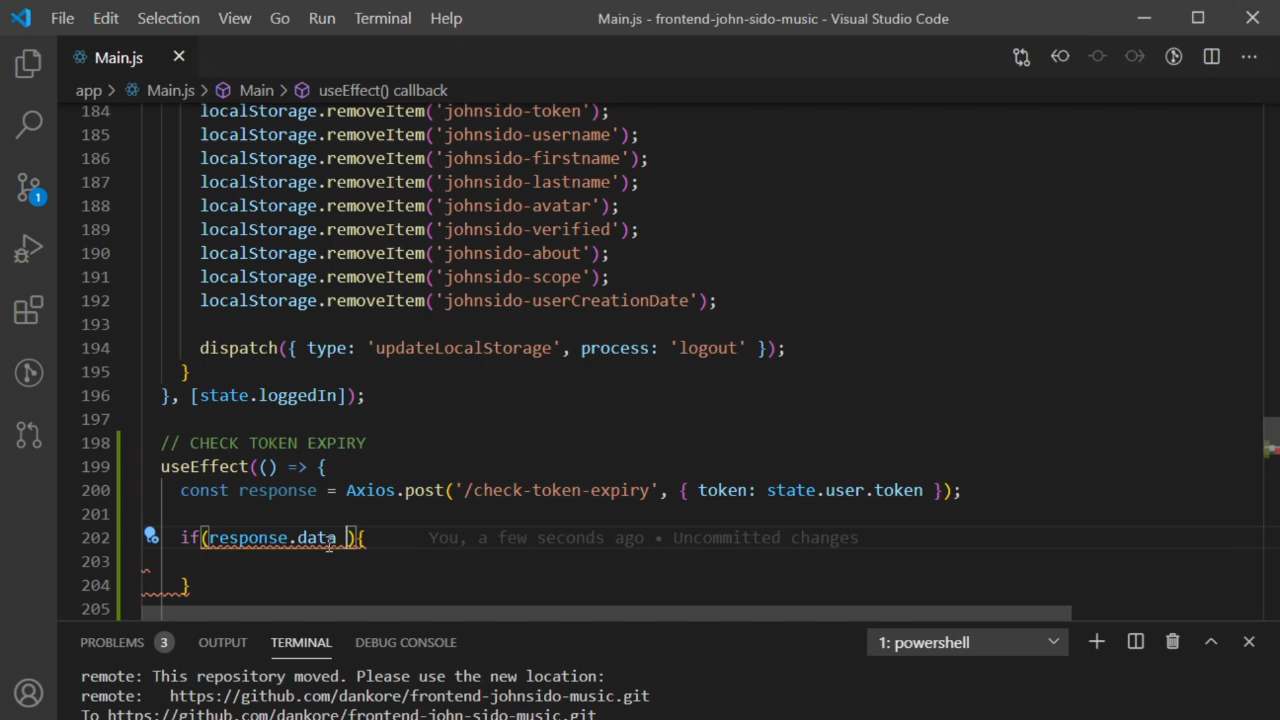 File Edit Selection View Go Run Terminal Help Main.js - frontend-john-sido-music - Visual Studio Code
Main.js
app > Main.js > Main > useEffect() callback
184 localStorage.removeItem('johnsido-token');
185 localStorage.removeItem('johnsido-username');
186 localStorage.removeItem('johnsido-firstname');
187 localStorage.removeItem('johnsido-lastname');
188 localStorage.removeItem('johnsido-avatar');
189 localStorage.removeItem('johnsido-verified');
190 localStorage.removeItem('johnsido-about');
191 localStorage.removeItem('johnsido-scope');
192 localStorage.removeItem('johnsido-userCreationDate');
193
194 dispatch({ type: 'updateLocalStorage', process: 'logout' });
195 }
196 }, [state.loggedIn]);
197
198 // CHECK TOKEN EXPIRY
199 useEffect(() => {
200 const response = Axios.post('/check-token-expiry', { token: state.user.token });
201
202 if(response.data ){ You, a few seconds ago • Uncommitted changes
203
204 }
205
1
PROBLEMS 3 OUTPUT TERMINAL DEBUG CONSOLE 1: powershell
remote: This repository moved. Please use the new location:
remote: https://github.com/dankore/frontend-johnsido-music.git
To https://github.com/dankore/frontend-john-sido-music.git